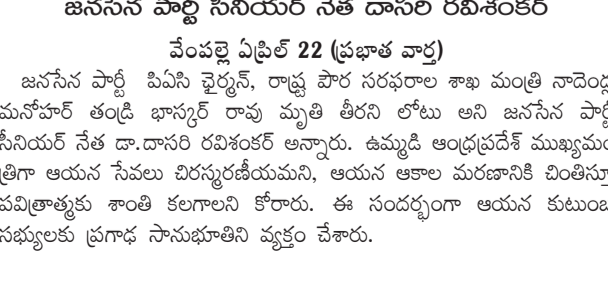 జనసేన పార్టీ సీనియర్ నేత దాసరి రవిశంకర్
వేంపల్లె ఏప్రిల్ 22 (ప్రభాత వార్త)
జనసేన పార్టీ పిఏసి ఛైర్మన్, రాష్ట్ర పౌర సరఫరాల శాఖ మంత్రి నాదెండ్ల
మనోహర్ తండ్రి భాస్కర్ రావు మృతి తీరని లోటు అని జనసేన పార్టీ
సీనియర్ నేత డా.దాసరి రవిశంకర్ అన్నారు. ఉమ్మడి ఆంధ్రప్రదేశ్ ముఖ్యమం
త్రిగా ఆయన సేవలు చిరస్మరణీయమని, ఆయన ఆకాల మరణానికి చింతిస్తూ
పవిత్రాత్మకు శాంతి కలగాలని కోరారు. ఈ సందర్భంగా ఆయన కుటుంబ
సభ్యులకు ప్రగాఢ సానుభూతిని వ్యక్తం చేశారు.